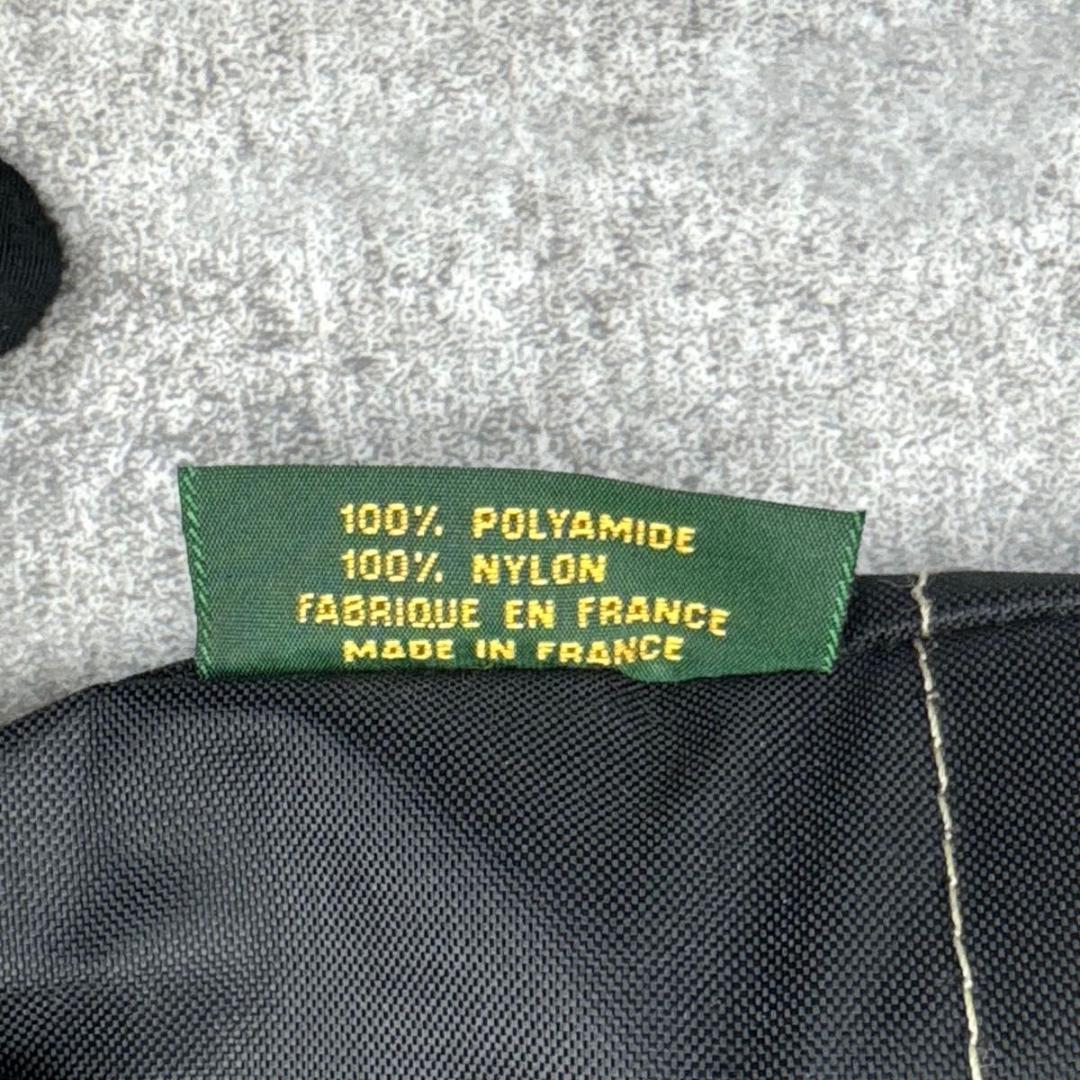 100% POLYAMIDE
100% NYLON
FABRIQUE EN FRANCE
MADE IN FRANCE